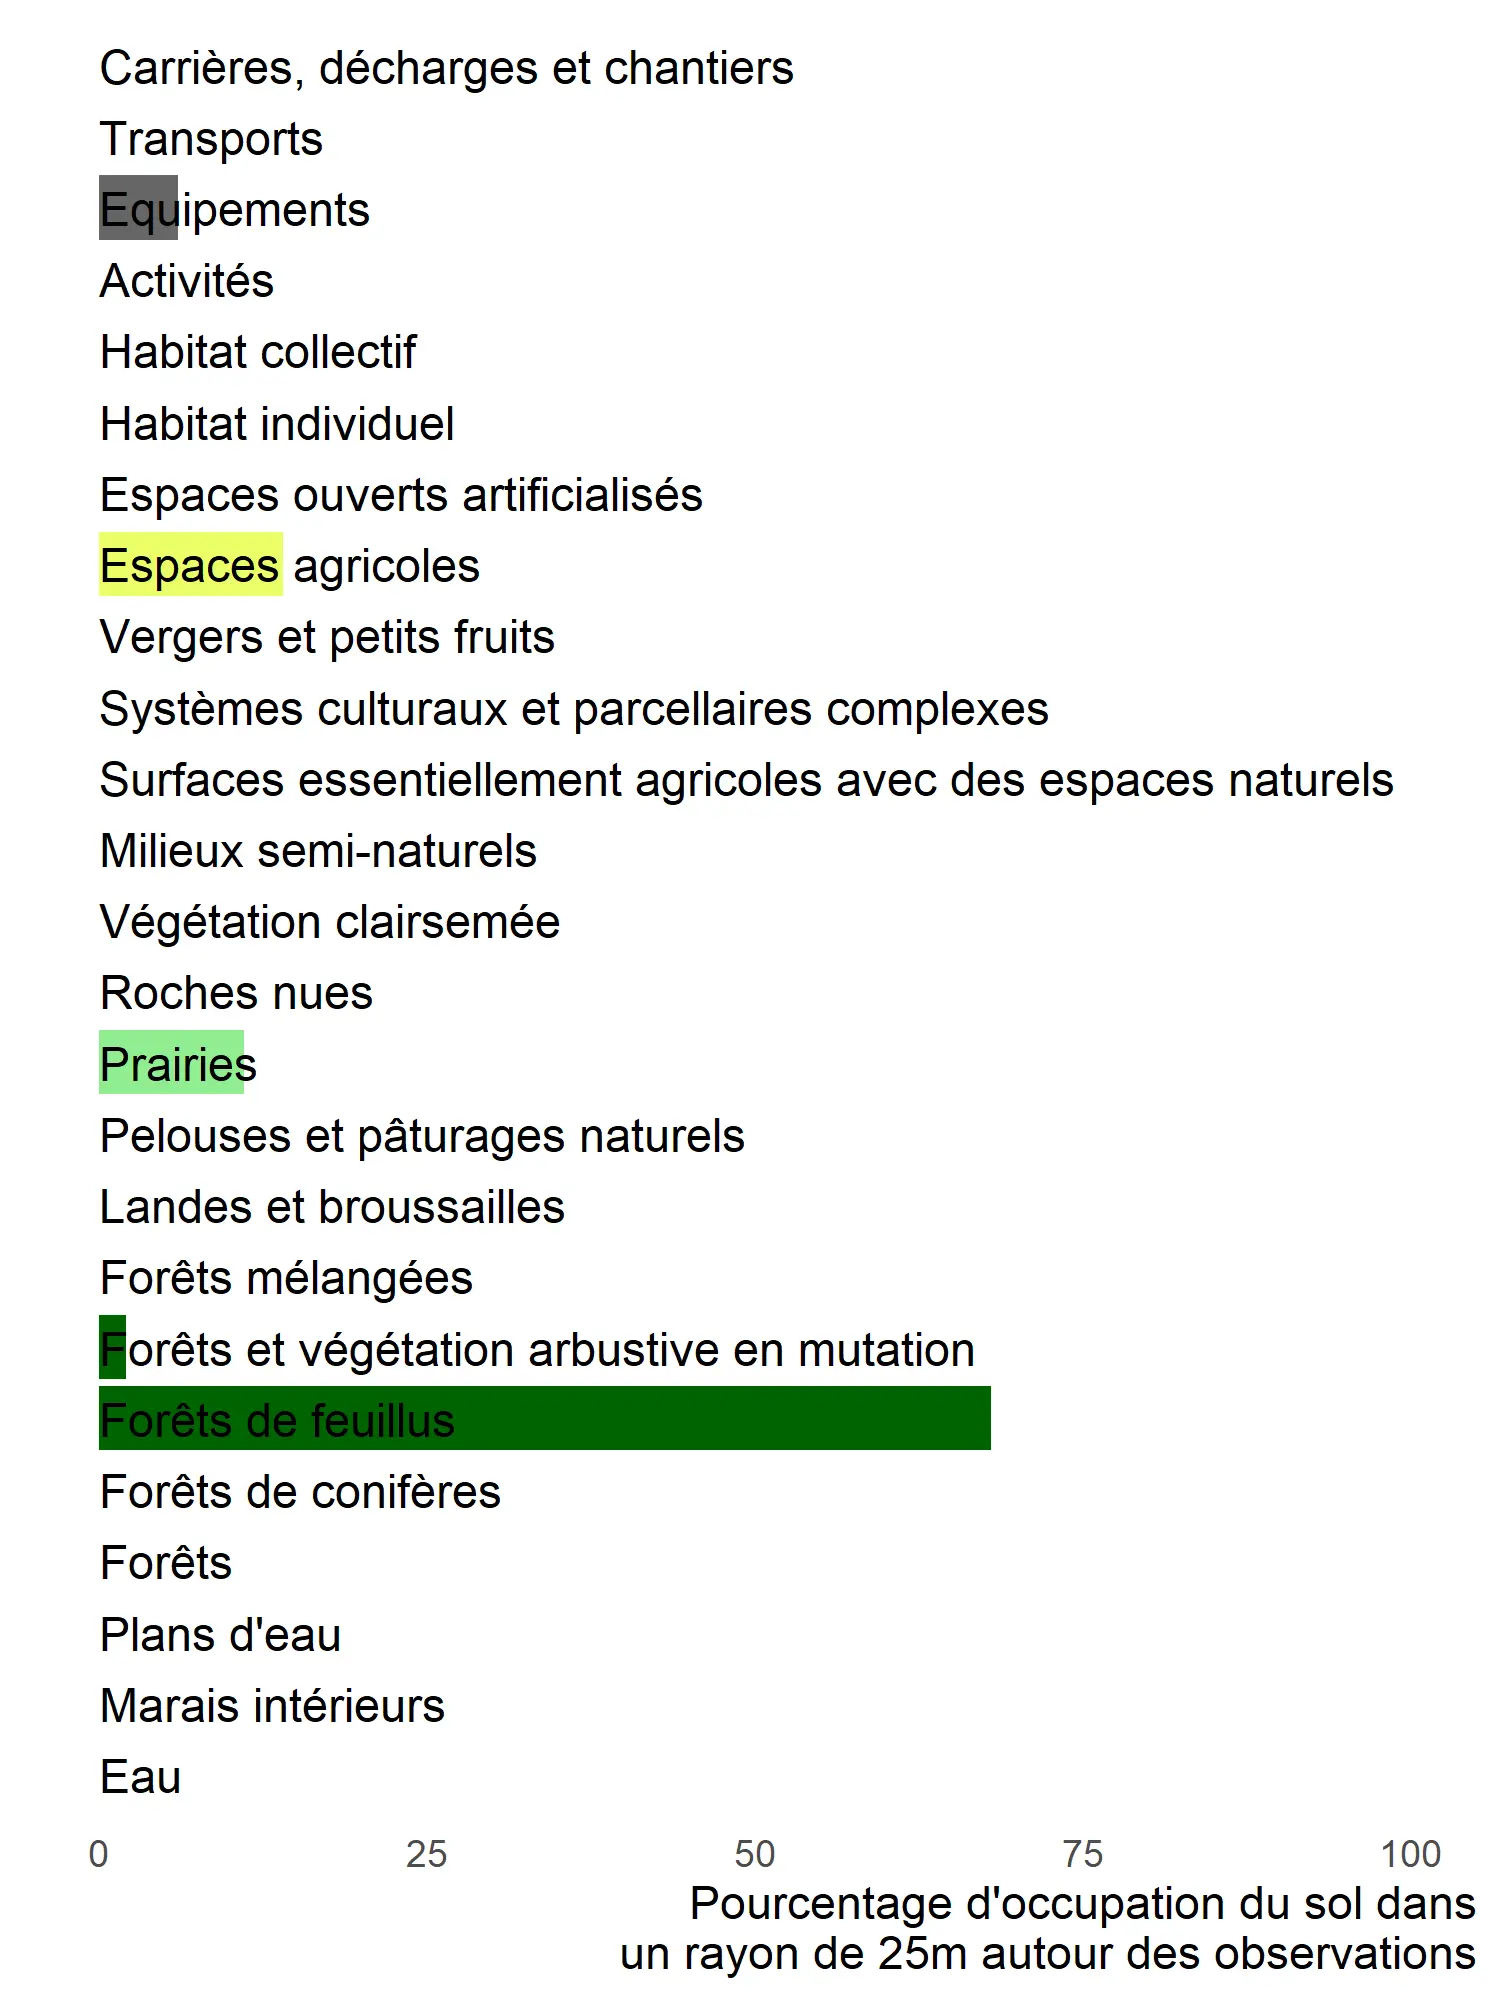 Carrières, décharges et chantiers
Transports
Equipements
Activités
Habitat collectif
Habitat individuel
Espaces ouverts artificialisés
Espaces agricoles
Vergers et petits fruits
Systèmes culturaux et parcellaires complexes
Surfaces essentiellement agricoles avec des espaces naturels
Milieux semi-naturels
Végétation clairsemée
Roches nues
Prairies
Pelouses et pâturages naturels
Landes et broussailles
Forêts mélangées
Forêts et végétation arbustive en mutation
Forêts de feuillus
Forêts de conifères
Forêts
Plans d'eau
Marais intérieurs
Eau
0 25 50 75 100
Pourcentage d'occupation du sol dans
un rayon de 25m autour des observations